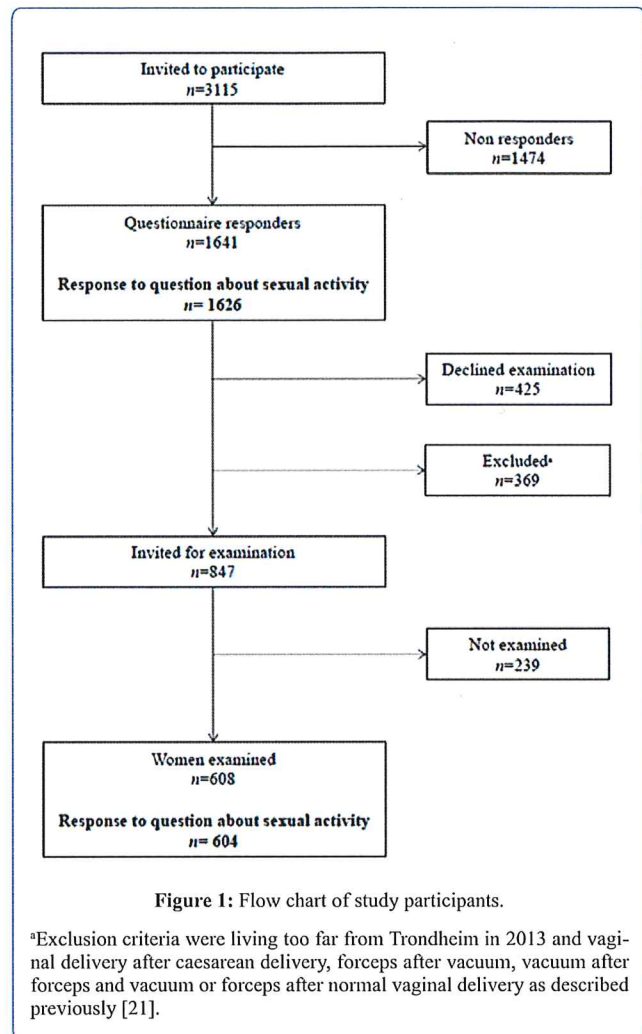 Invited to participate
n=3115
Non responders
n=1474
Questionnaire responders
n=1641
Response to question about sexual activity
n= 1626
Declined examination
n=425
Excludedᵃ
n=369
Invited for examination
n=847
Not examined
n=239
Women examined
n=608
Response to question about sexual activity
n= 604
Figure 1: Flow chart of study participants.
ᵃExclusion criteria were living too far from Trondheim in 2013 and vagi-
nal delivery after caesarean delivery, forceps after vacuum, vacuum after
forceps and vacuum or forceps after normal vaginal delivery as described
previously [21].